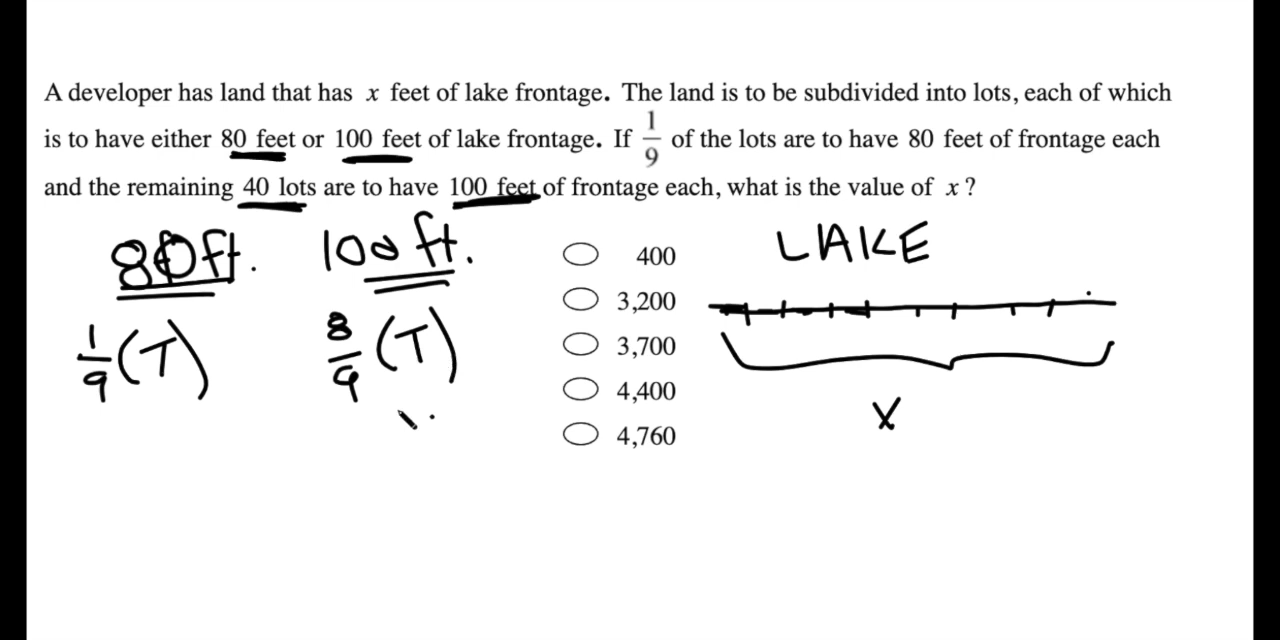 A developer has land that has x feet of lake frontage. The land is to be subdivided into lots, each of which
is to have either 80 feet or 100 feet of lake frontage. If 1/9 of the lots are to have 80 feet of frontage each
and the remaining 40 lots are to have 100 feet of frontage each, what is the value of x?
80ft. 100 ft.
1/9 (T) 8/9 (T)
400
3,200
3,700
4,400
4,760
LAKE
X